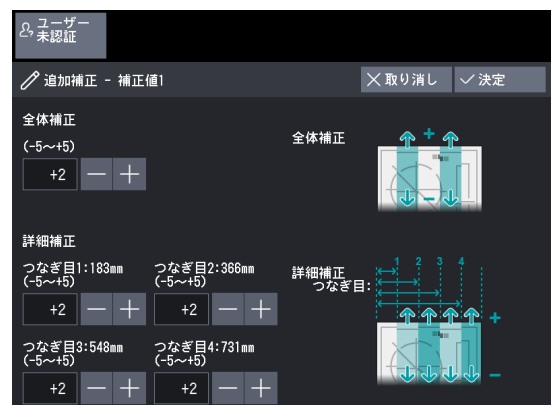 ユーザー
未認証
追加補正 - 補正値1
取り消し
決定
全体補正
(-5～+5)
+2
－ ＋
全体補正
+
-
詳細補正
つなぎ目1:183mm
(-5～+5)
+2
－ ＋
つなぎ目2:366mm
(-5～+5)
+2
－ ＋
つなぎ目3:548mm
(-5～+5)
+2
－ ＋
つなぎ目4:731mm
(-5～+5)
+2
－ ＋
詳細補正
つなぎ目:
1 2 3 4
+
-